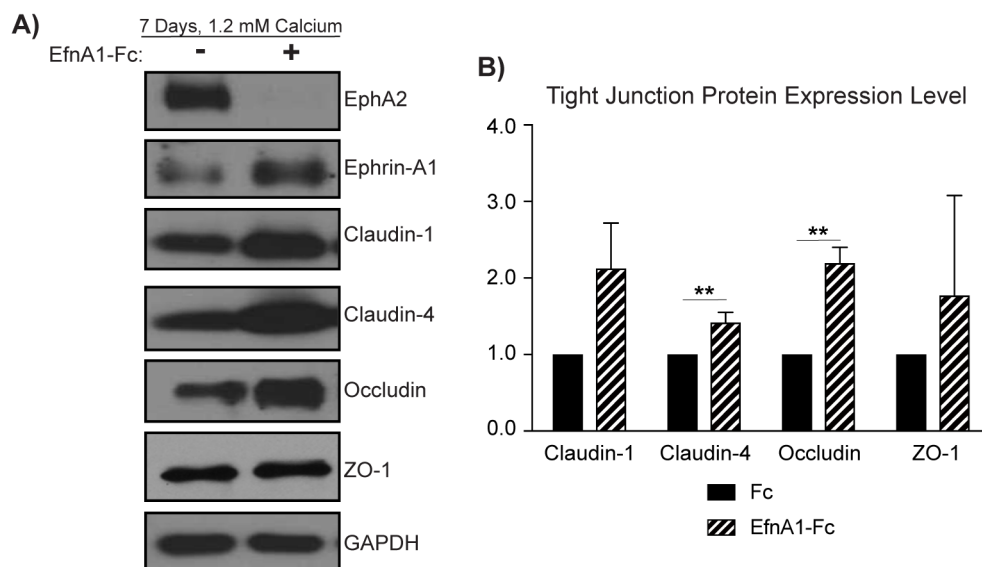 A)
7 Days, 1.2 mM Calcium
EfnA1-Fc: - +
EphA2
Ephrin-A1
Claudin-1
Claudin-4
Occludin
ZO-1
GAPDH
B)
Tight Junction Protein Expression Level
4.0
3.0
2.0
1.0
0.0
**
**
Claudin-1 Claudin-4 Occludin ZO-1
Fc
EfnA1-Fc